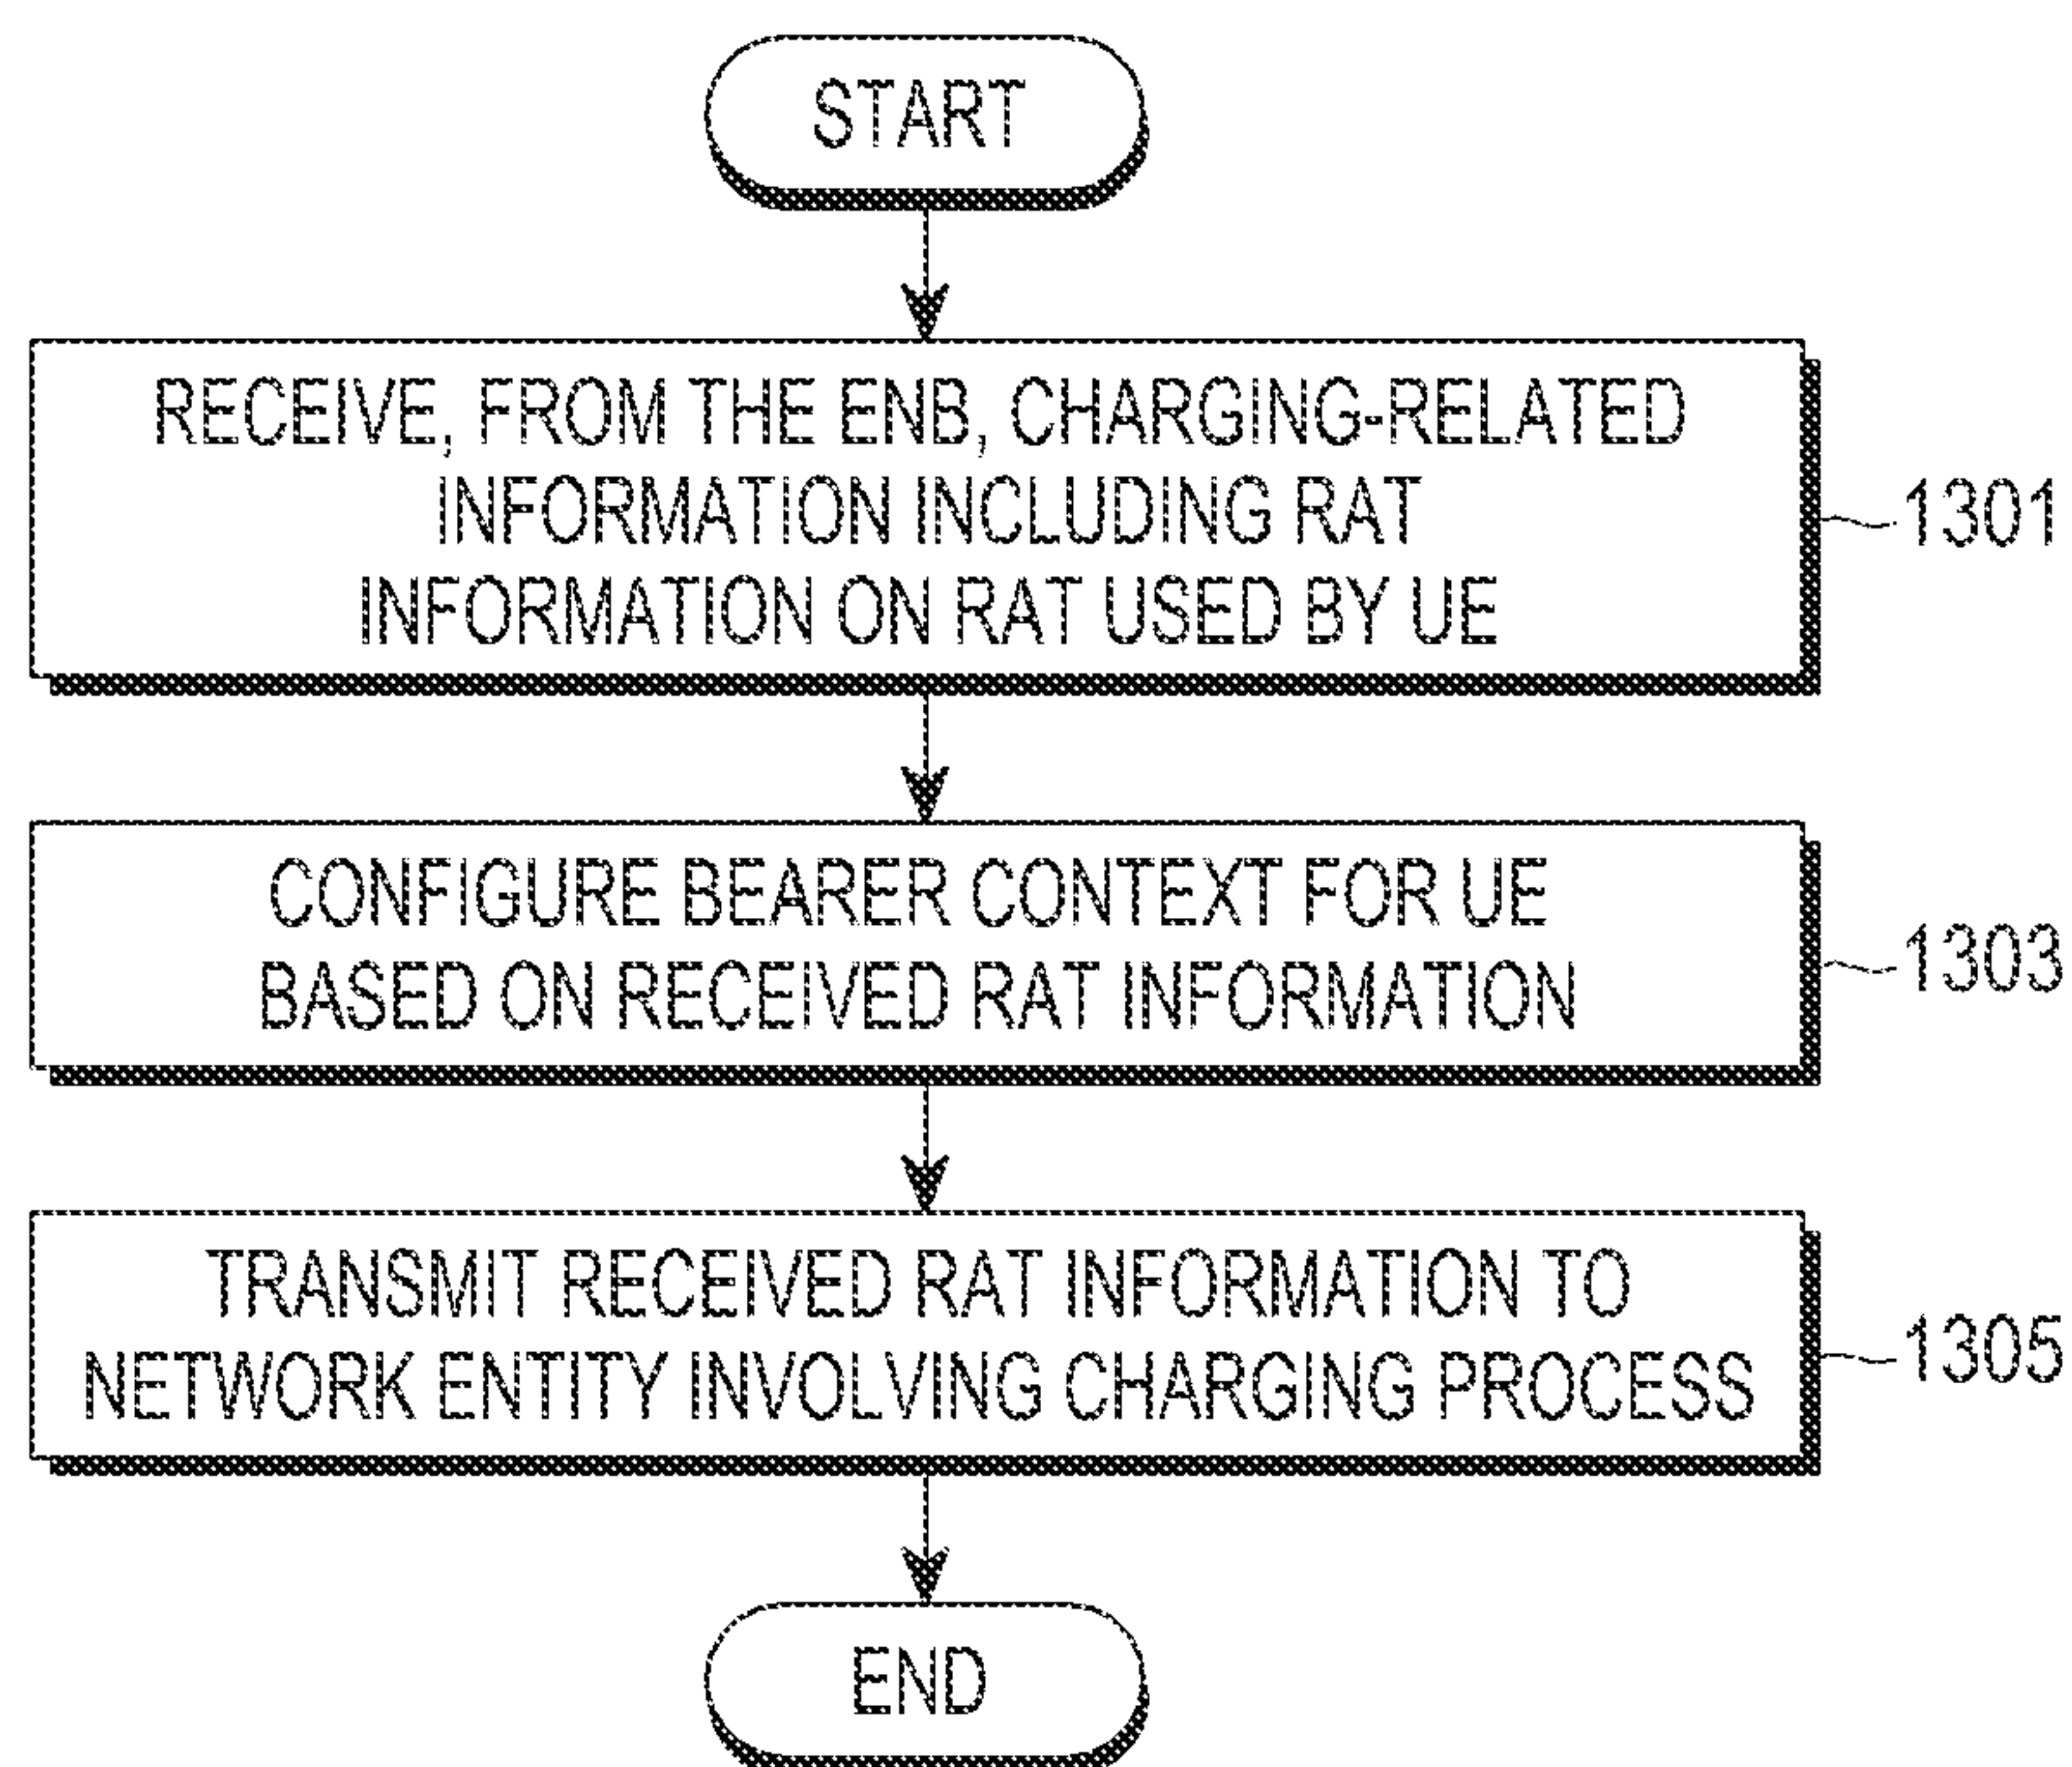 START
RECEIVE, FROM THE ENB, CHARGING-RELATED
INFORMATION INCLUDING RAT
INFORMATION ON RAT USED BY UE
1301
CONFIGURE BEARER CONTEXT FOR UE
BASED ON RECEIVED RAT INFORMATION
1303
TRANSMIT RECEIVED RAT INFORMATION TO
NETWORK ENTITY INVOLVING CHARGING PROCESS
1305
END